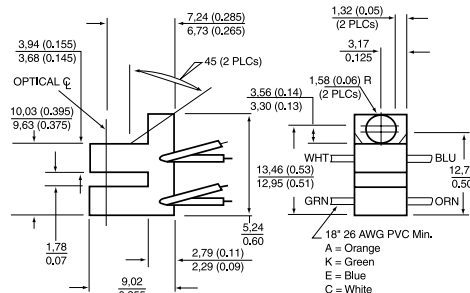 7,24 (0.285)
6,73 (0.265)
1,32 (0.05)
(2 PLCs)
3,94 (0.155)
3,68 (0.145)
45 (2 PLCs)
3,17
0.125
OPTICAL ℄
3,56 (0.14)
3,30 (0.13)
1,58 (0.06) R
(2 PLCs)
10,03 (0.395)
9,63 (0.375)
WHT
BLU
13,46 (0.53)
12,95 (0.51)
12,7
0.50
GRN
ORN
1,78
0.07
5,24
0.60
2,79 (0.11)
2,29 (0.09)
9,02
18" 26 AWG PVC Min.
A = Orange
K = Green
E = Blue
C = White